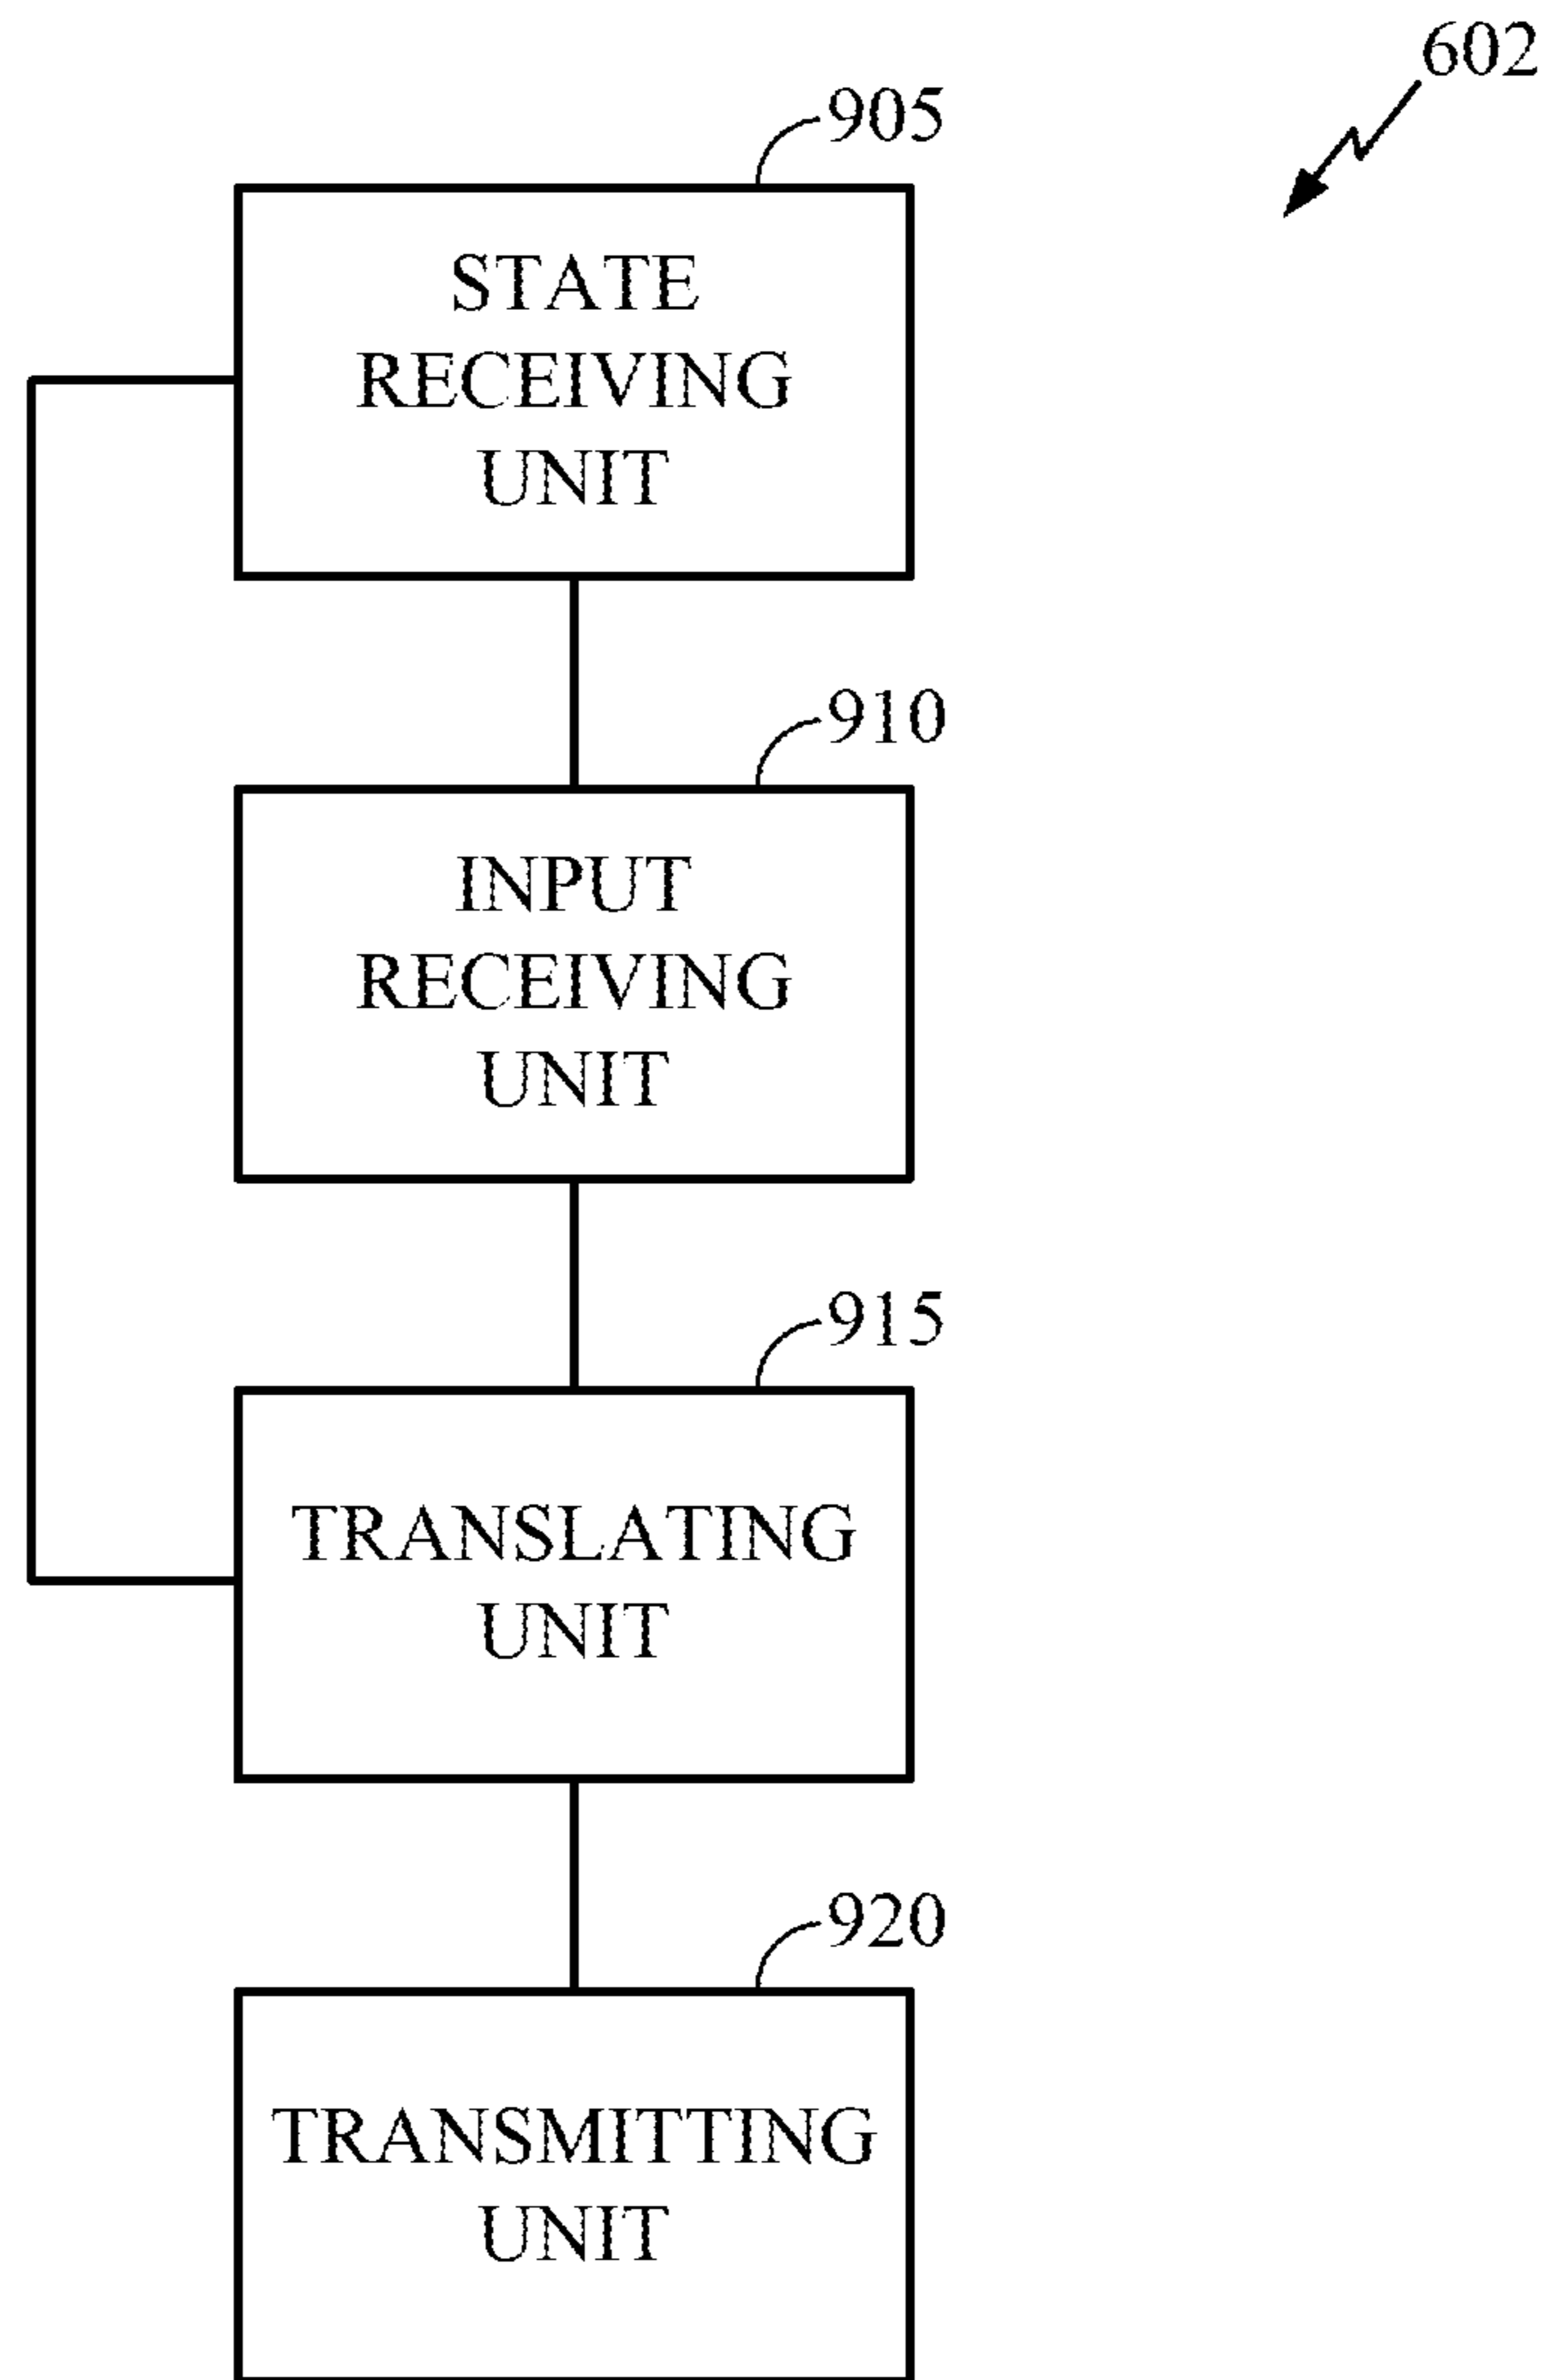 602
905
STATE
RECEIVING
UNIT
910
INPUT
RECEIVING
UNIT
915
TRANSLATING
UNIT
920
TRANSMITTING
UNIT